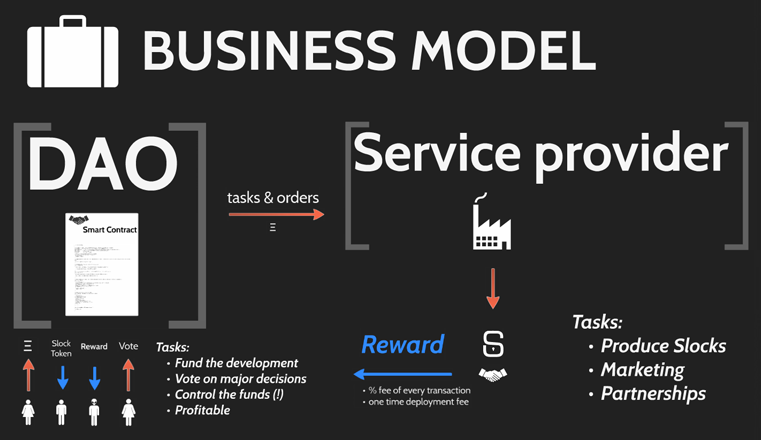 BUSINESS MODEL
DAO
Smart Contract
tasks & orders
Ξ
Service provider
Ξ
Slock
Token
Reward
Vote
Tasks:
• Fund the development
• Vote on major decisions
• Control the funds (!)
• Profitable
Reward
• % fee of every transaction
• one time deployment fee
Tasks:
• Produce Slocks
• Marketing
• Partnerships